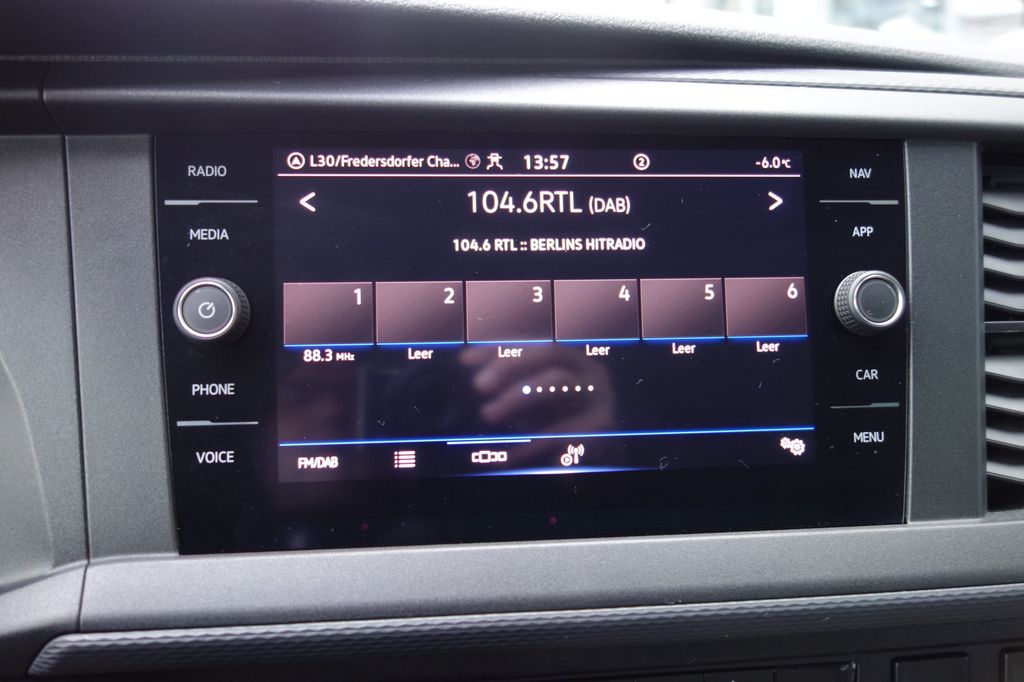 RADIO
MEDIA
PHONE
VOICE
L30/Fredersdorfer Cha... 13:57 2 -6.0°C
< 104.6RTL (DAB) >
104.6 RTL :: BERLINS HITRADIO
1 2 3 4 5 6
88.3 MHz Leer Leer Leer Leer Leer
FM/DAB
NAV
APP
CAR
MENU